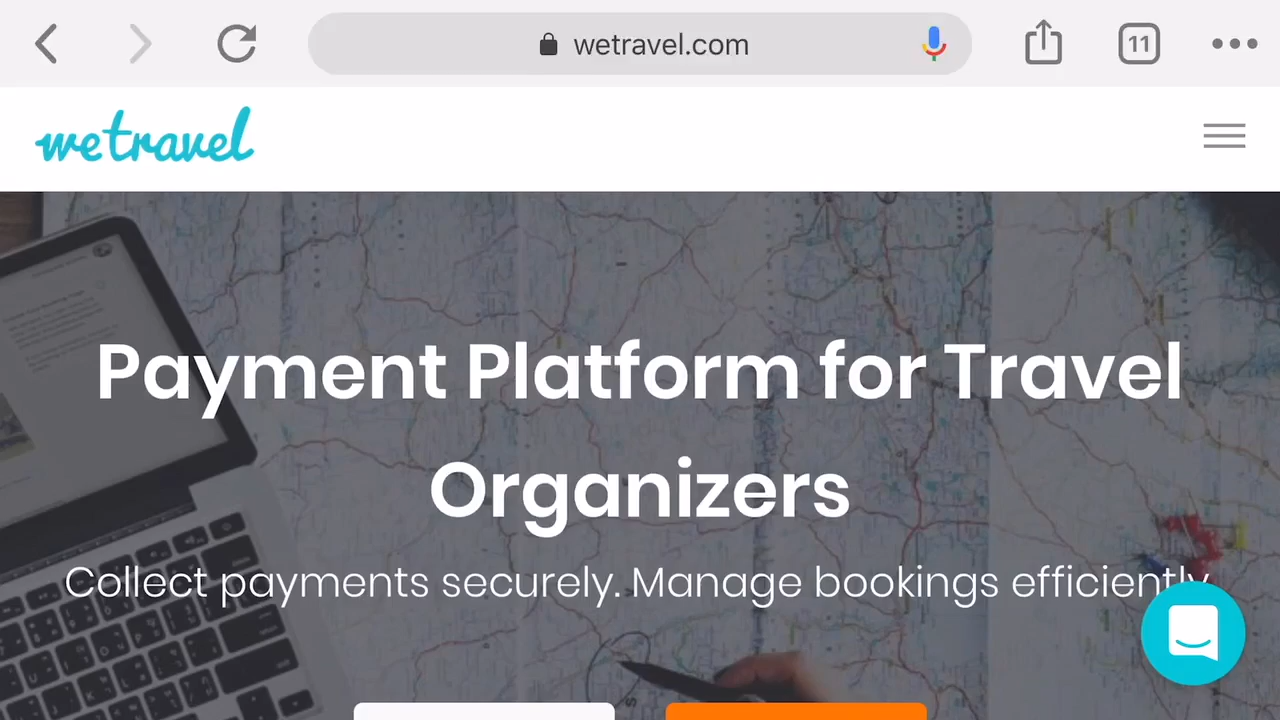 wetravel.com
11
wetravel
Payment Platform for Travel
Organizers
Collect payments securely. Manage bookings efficiently.